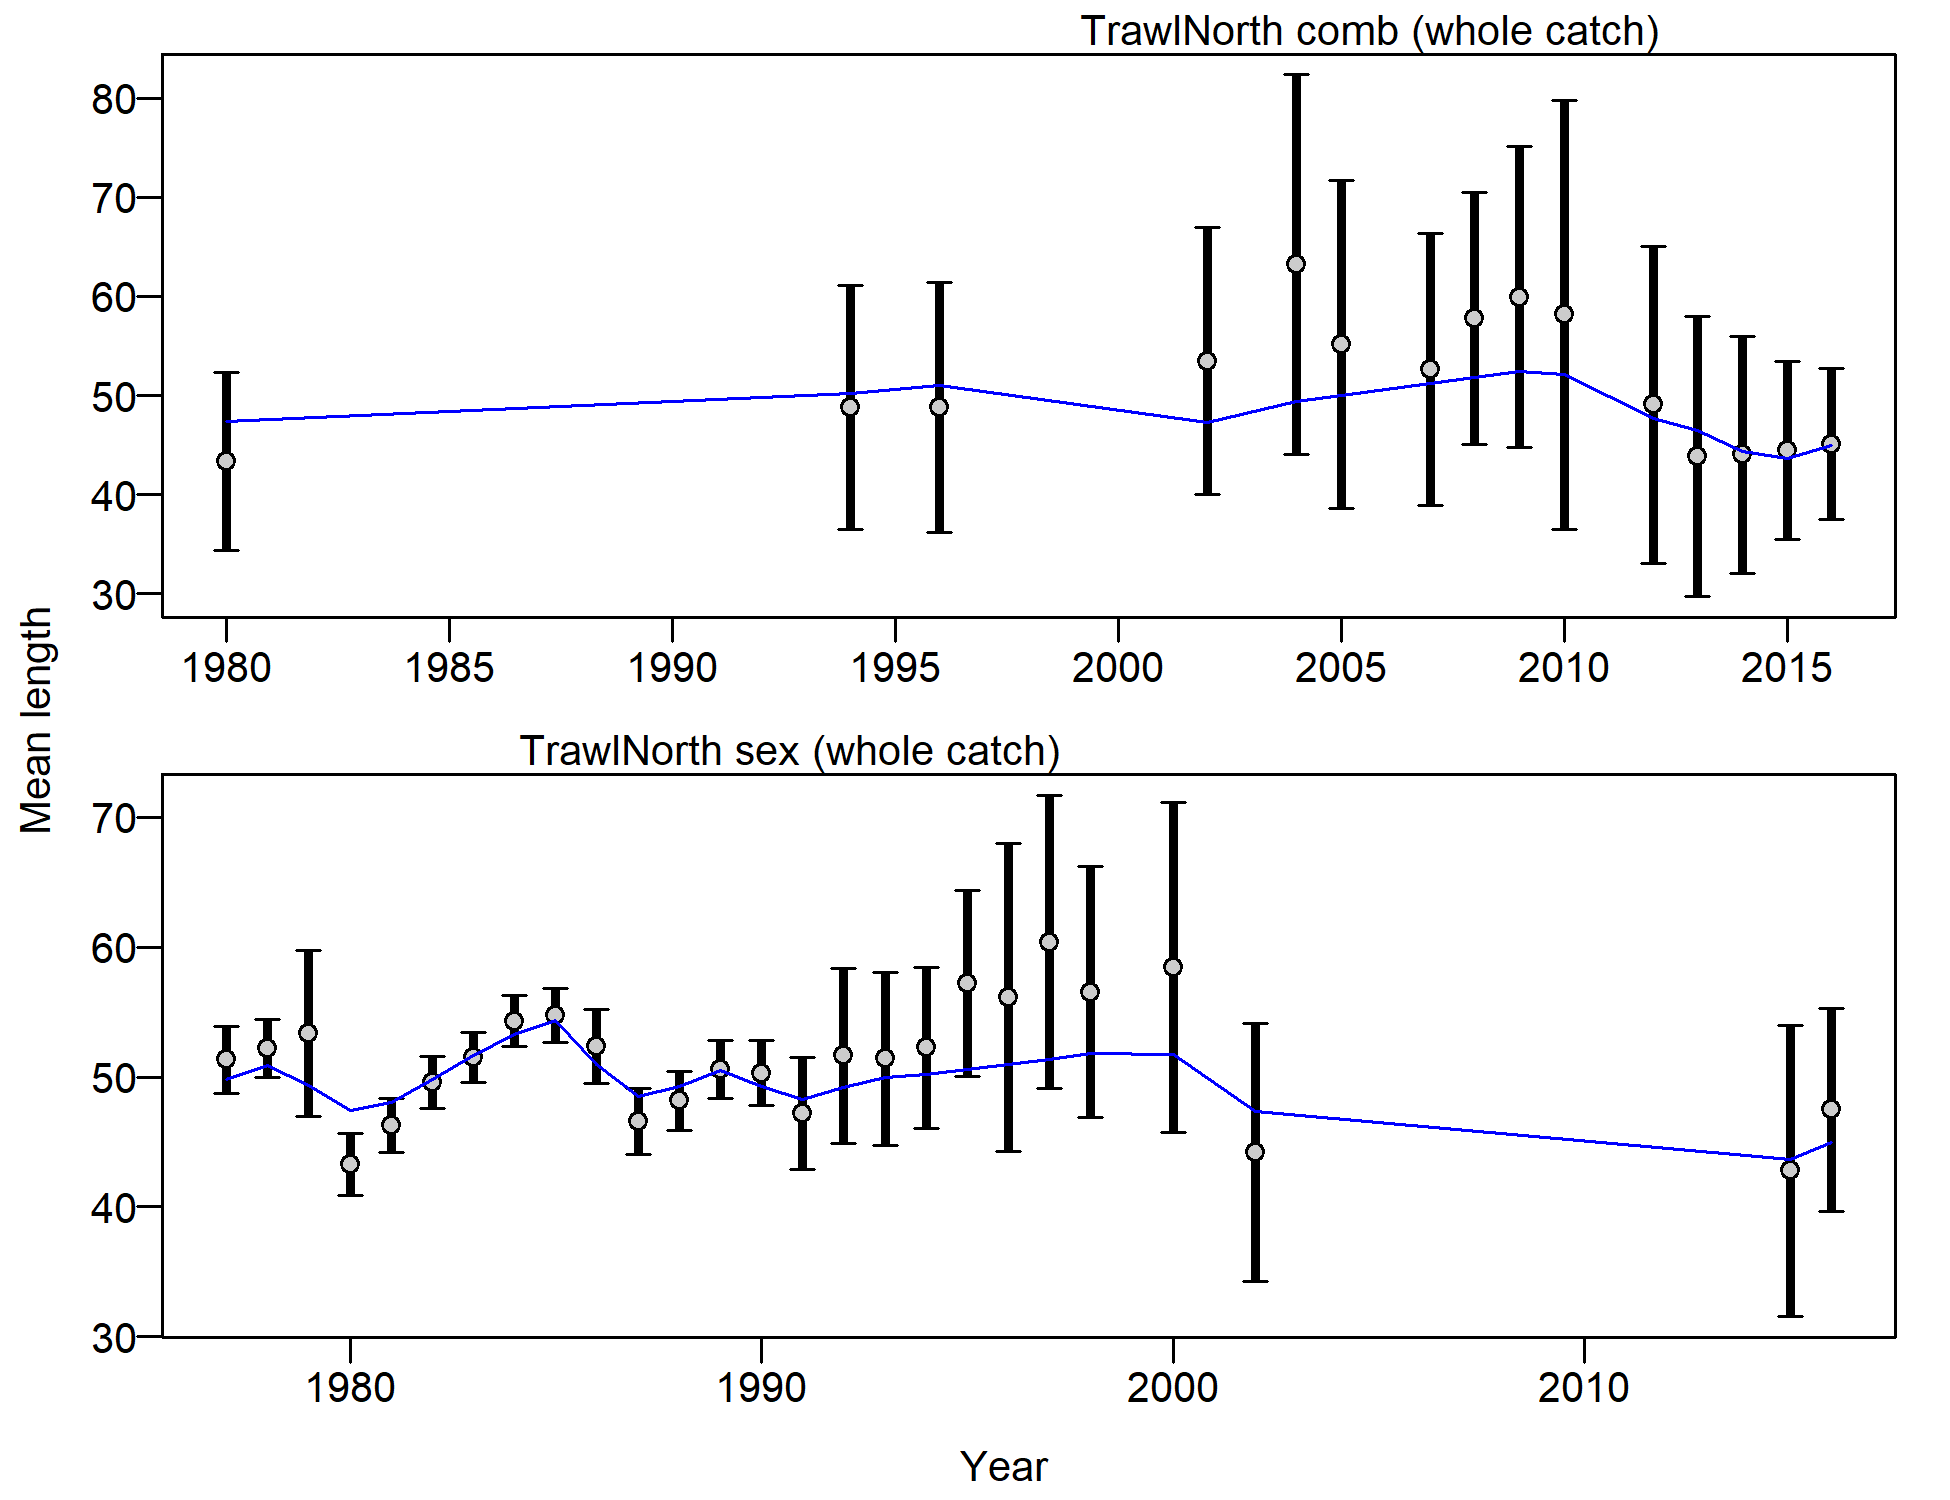 TrawlNorth comb (whole catch)
80
70
60
50
40
30
1980 1985 1990 1995 2000 2005 2010 2015
Mean length
TrawlNorth sex (whole catch)
70
60
50
40
30
1980 1990 2000 2010
Year